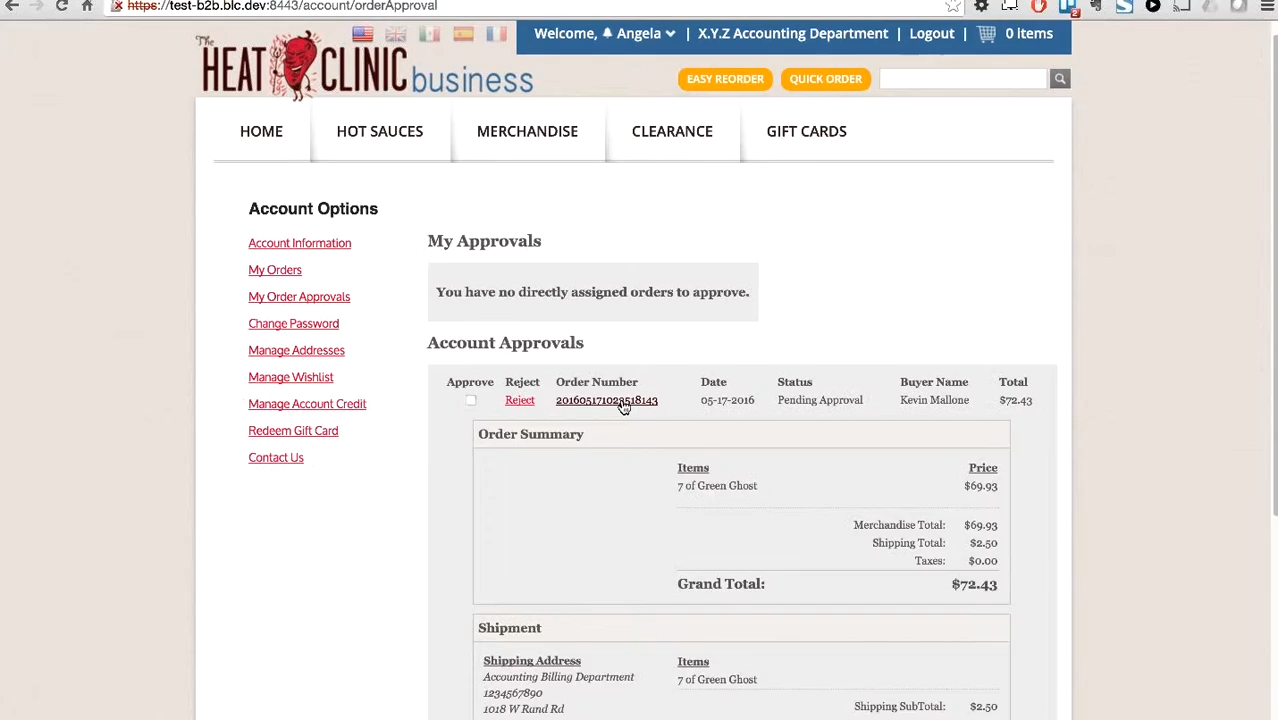 https://test-b2b.blc.dev:8443/account/orderApproval
2
Welcome, Angela | X.Y.Z Accounting Department | Logout | 0 items
The HEAT CLINIC business
EASY REORDER QUICK ORDER
HOME HOT SAUCES MERCHANDISE CLEARANCE GIFT CARDS
Account Options
Account Information
My Orders
My Order Approvals
Change Password
Manage Addresses
Manage Wishlist
Manage Account Credit
Redeem Gift Card
Contact Us
My Approvals
You have no directly assigned orders to approve.
Account Approvals
Approve Reject Order Number Date Status Buyer Name Total
Reject 201605171023518143 05-17-2016 Pending Approval Kevin Mallone $72.43
Order Summary
Items Price
7 of Green Ghost $69.93
Merchandise Total: $69.93
Shipping Total: $2.50
Taxes: $0.00
Grand Total: $72.43
Shipment
Shipping Address Items
Accounting Billing Department 7 of Green Ghost
1234567890
1018 W Rund Rd Shipping SubTotal: $2.50